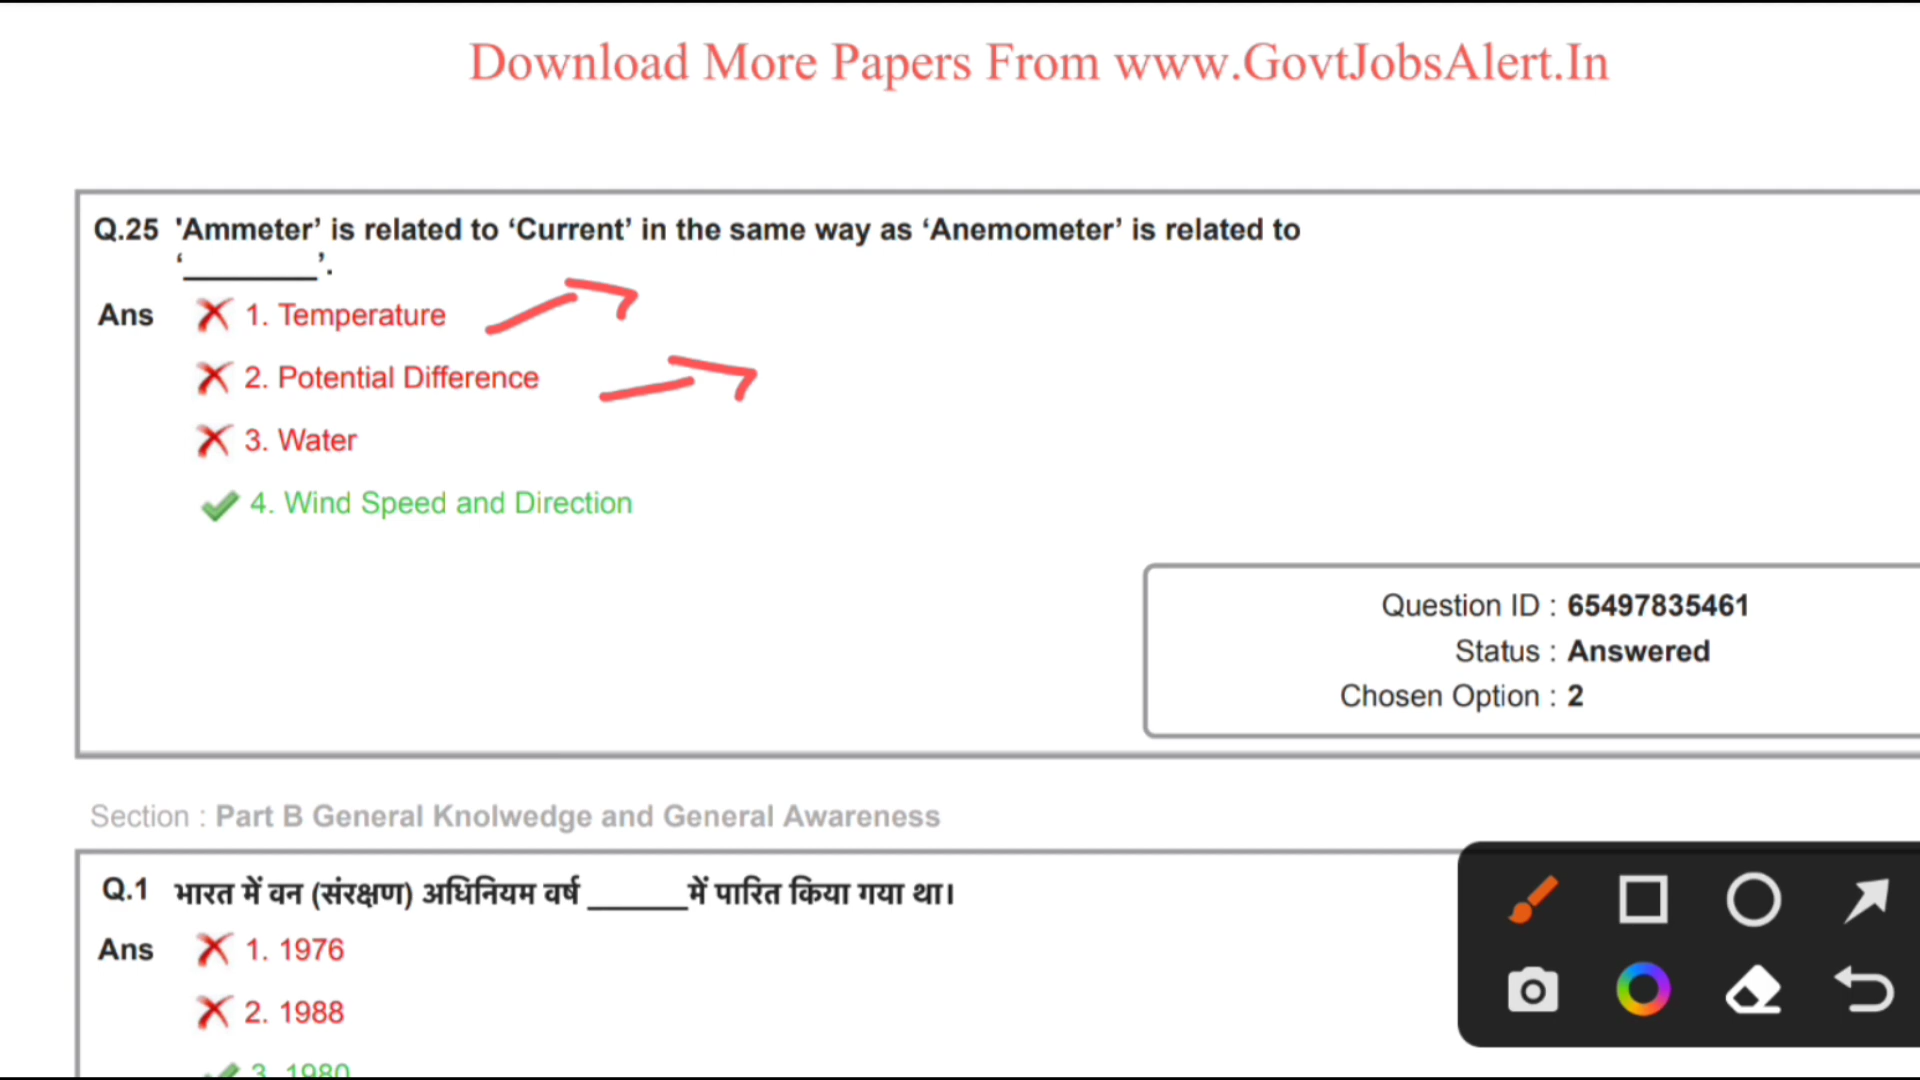 Download More Papers From www.GovtJobsAlert.In
Q.25 'Ammeter’ is related to ‘Current’ in the same way as ‘Anemometer’ is related to
‘________’.
Ans 1. Temperature
2. Potential Difference
3. Water
4. Wind Speed and Direction
Question ID : 65497835461
Status : Answered
Chosen Option : 2
Section : Part B General Knolwedge and General Awareness
Q.1 भारत में वन (संरक्षण) अधिनियम वर्ष ______में पारित किया गया था।
Ans 1. 1976
2. 1988
3. 1980